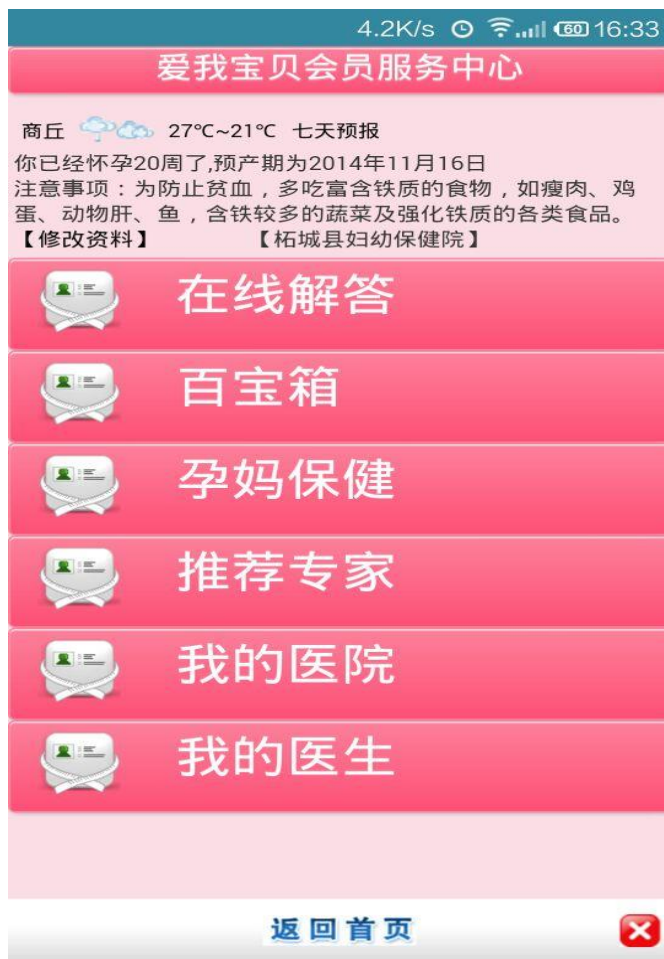 4.2K/s 60 16:33
爱我宝贝会员服务中心
商丘 27℃~21℃ 七天预报
你已经怀孕20周了,预产期为2014年11月16日
注意事项：为防止贫血，多吃富含铁质的食物，如瘦肉、鸡
蛋、动物肝、鱼，含铁较多的蔬菜及强化铁质的各类食品。
【修改资料】 【柘城县妇幼保健院】
在线解答
百宝箱
孕妈保健
推荐专家
我的医院
我的医生
返回首页